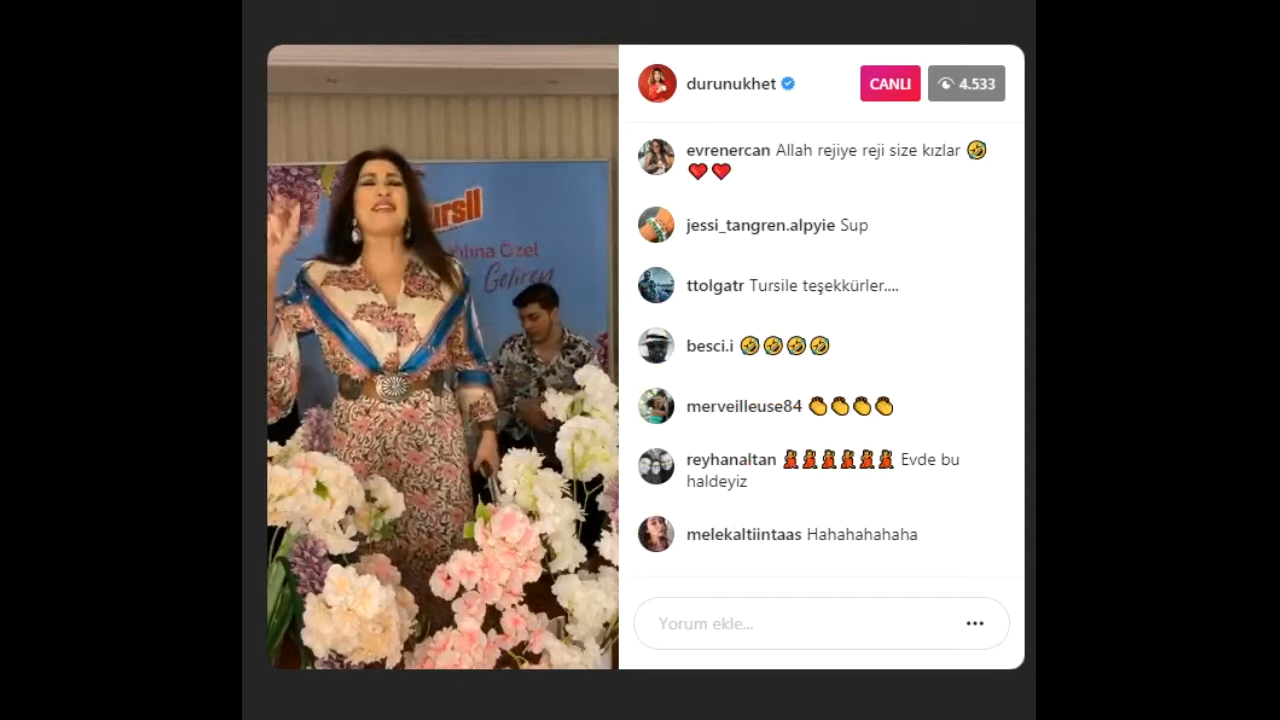 durunukhet
CANLI
4.533
evrenercan Allah rejiye reji size kızlar 🤣
❤️❤️
jessi_tangren.alpyie Sup
ttolgatr Tursile teşekkürler....
besci.i 🤣🤣🤣🤣
merveilleuse84 👏👏👏👏
reyhanaltan 💃💃💃💃💃💃 Evde bu
haldeyiz
melekaltiintaas Hahahahahaha
Yorum ekle...
ursil
Özel
Getiren